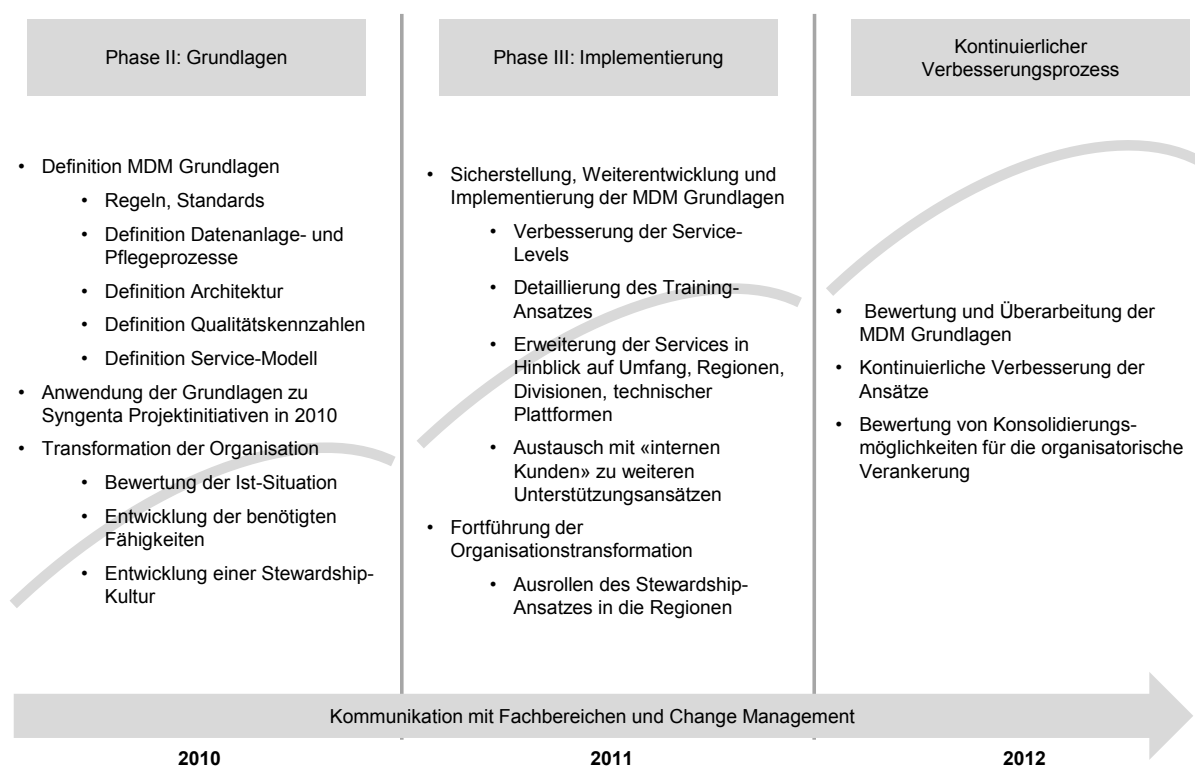 Phase II: Grundlagen
• Definition MDM Grundlagen
• Regeln, Standards
• Definition Datenanlage- und
Pflegeprozesse
• Definition Architektur
• Definition Qualitätskennzahlen
• Definition Service-Modell
• Anwendung der Grundlagen zu
Syngenta Projektinitiativen in 2010
• Transformation der Organisation
• Bewertung der Ist-Situation
• Entwicklung der benötigten
Fähigkeiten
• Entwicklung einer Stewardship-
Kultur
Phase III: Implementierung
• Sicherstellung, Weiterentwicklung und
Implementierung der MDM Grundlagen
• Verbesserung der Service-
Levels
• Detaillierung des Training-
Ansatzes
• Erweiterung der Services in
Hinblick auf Umfang, Regionen,
Divisionen, technischer
Plattformen
• Austausch mit «internen
Kunden» zu weiteren
Unterstützungsansätzen
• Fortführung der
Organisationstransformation
• Ausrollen des Stewardship-
Ansatzes in die Regionen
Kontinuierlicher
Verbesserungsprozess
• Bewertung und Überarbeitung der
MDM Grundlagen
• Kontinuierliche Verbesserung der
Ansätze
• Bewertung von Konsolidierungs-
möglichkeiten für die organisatorische
Verankerung
Kommunikation mit Fachbereichen und Change Management
2010
2011
2012